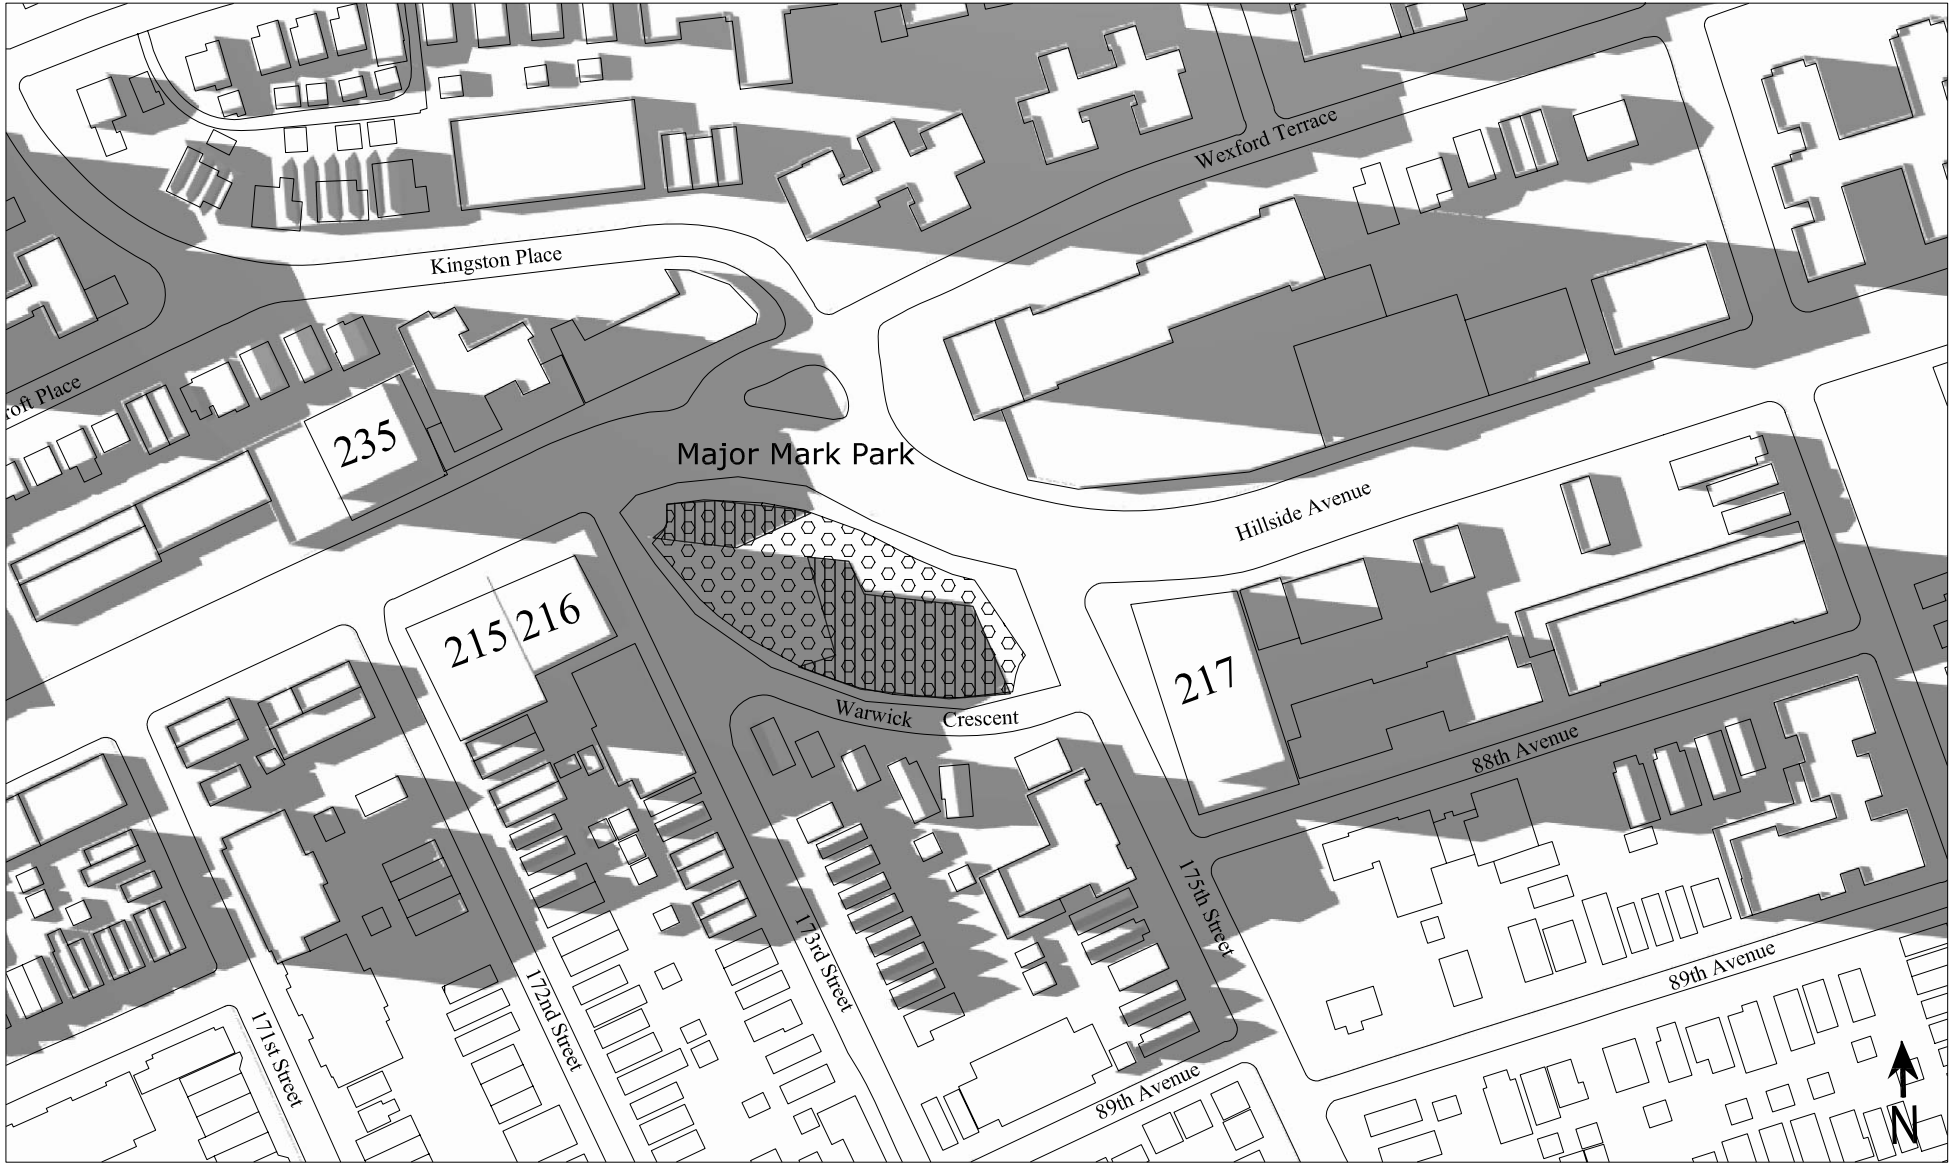 Wexford Terrace
Kingston Place
roft Place
235
Major Mark Park
Hillside Avenue
215
216
217
Warwick Crescent
88th Avenue
175th Street
173rd Street
89th Avenue
172nd Street
171st Street
89th Avenue
N